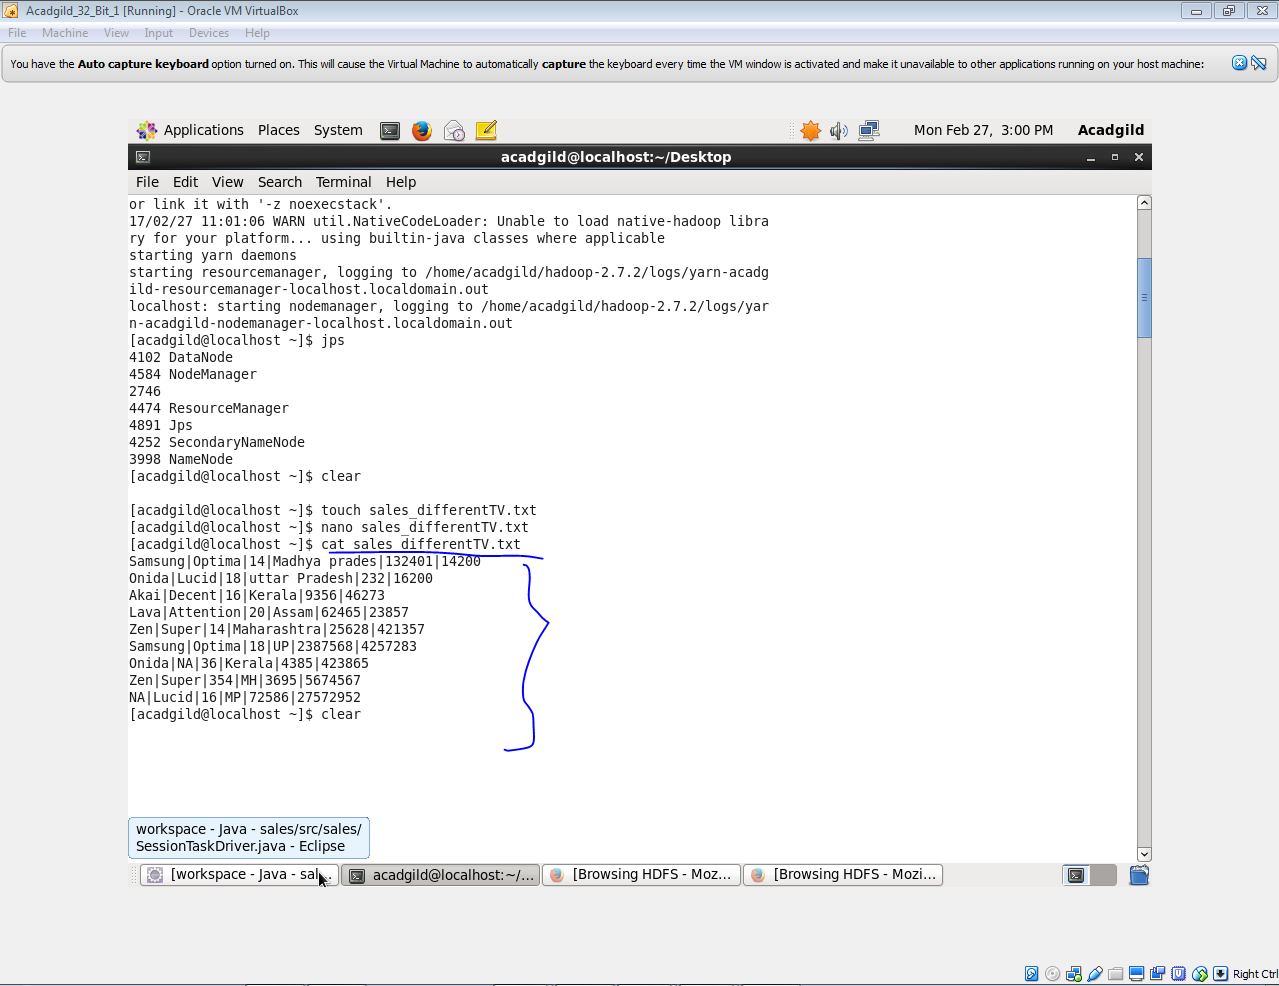 Acadgild_32_Bit_1 [Running] - Oracle VM VirtualBox
File Machine View Input Devices Help
You have the Auto capture keyboard option turned on. This will cause the Virtual Machine to automatically capture the keyboard every time the VM window is activated and make it unavailable to other applications running on your host machine:
Applications Places System Mon Feb 27, 3:00 PM Acadgild
acadgild@localhost:~/Desktop
File Edit View Search Terminal Help
or link it with '-z noexecstack'.
17/02/27 11:01:06 WARN util.NativeCodeLoader: Unable to load native-hadoop libra
ry for your platform... using builtin-java classes where applicable
starting yarn daemons
starting resourcemanager, logging to /home/acadgild/hadoop-2.7.2/logs/yarn-acadg
ild-resourcemanager-localhost.localdomain.out
localhost: starting nodemanager, logging to /home/acadgild/hadoop-2.7.2/logs/yar
n-acadgild-nodemanager-localhost.localdomain.out
[acadgild@localhost ~]$ jps
4102 DataNode
4584 NodeManager
2746
4474 ResourceManager
4891 Jps
4252 SecondaryNameNode
3998 NameNode
[acadgild@localhost ~]$ clear
[acadgild@localhost ~]$ touch sales_differentTV.txt
[acadgild@localhost ~]$ nano sales_differentTV.txt
[acadgild@localhost ~]$ cat sales_differentTV.txt
Samsung|Optima|14|Madhya prades|132401|14200
Onida|Lucid|18|uttar Pradesh|232|16200
Akai|Decent|16|Kerala|9356|46273
Lava|Attention|20|Assam|62465|23857
Zen|Super|14|Maharashtra|25628|421357
Samsung|Optima|18|UP|2387568|4257283
Onida|NA|36|Kerala|4385|423865
Zen|Super|354|MH|3695|5674567
NA|Lucid|16|MP|72586|27572952
[acadgild@localhost ~]$ clear
workspace - Java - sales/src/sales/
SessionTaskDriver.java - Eclipse
[workspace - Java - sal... acadgild@localhost:~/... [Browsing HDFS - Moz... [Browsing HDFS - Mozi...
Right Ctrl